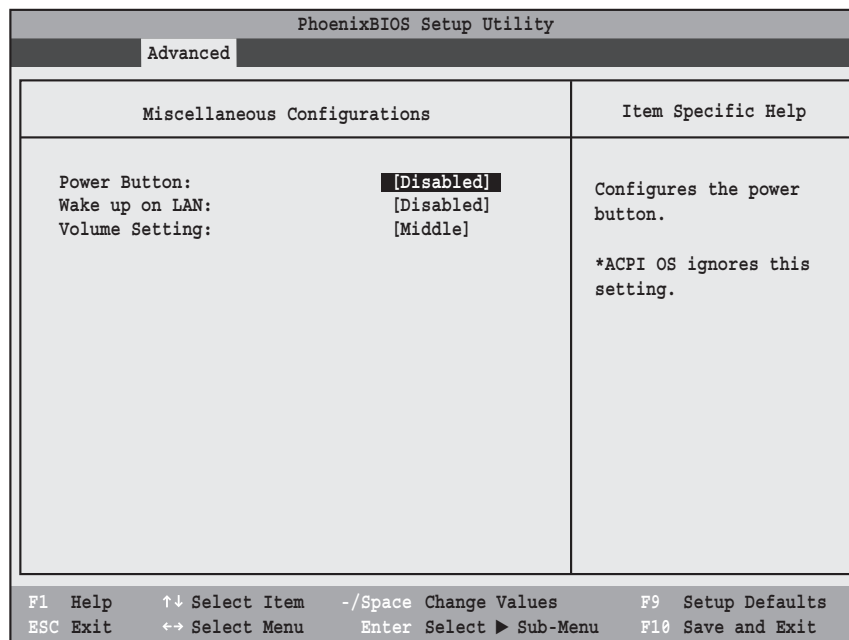 PhoenixBIOS Setup Utility
Advanced
Miscellaneous Configurations
Item Specific Help
Power Button: [Disabled]
Wake up on LAN: [Disabled]
Volume Setting: [Middle]
Configures the power
button.
*ACPI OS ignores this
setting.
F1 Help ↑↓ Select Item -/Space Change Values F9 Setup Defaults
ESC Exit ←→ Select Menu Enter Select ▶ Sub-Menu F10 Save and Exit